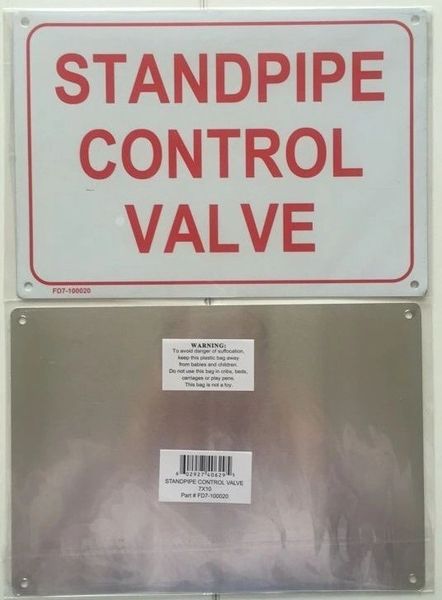 STANDPIPE
CONTROL
VALVE
FD7-100020
WARNING:
To avoid danger of suffocation,
keep this plastic bag away
from babies and children.
Do not use this bag in cribs, beds,
carriages or play pens.
This bag is not a toy.
STANDPIPE CONTROL VALVE
7X10
Part # FD7-100020